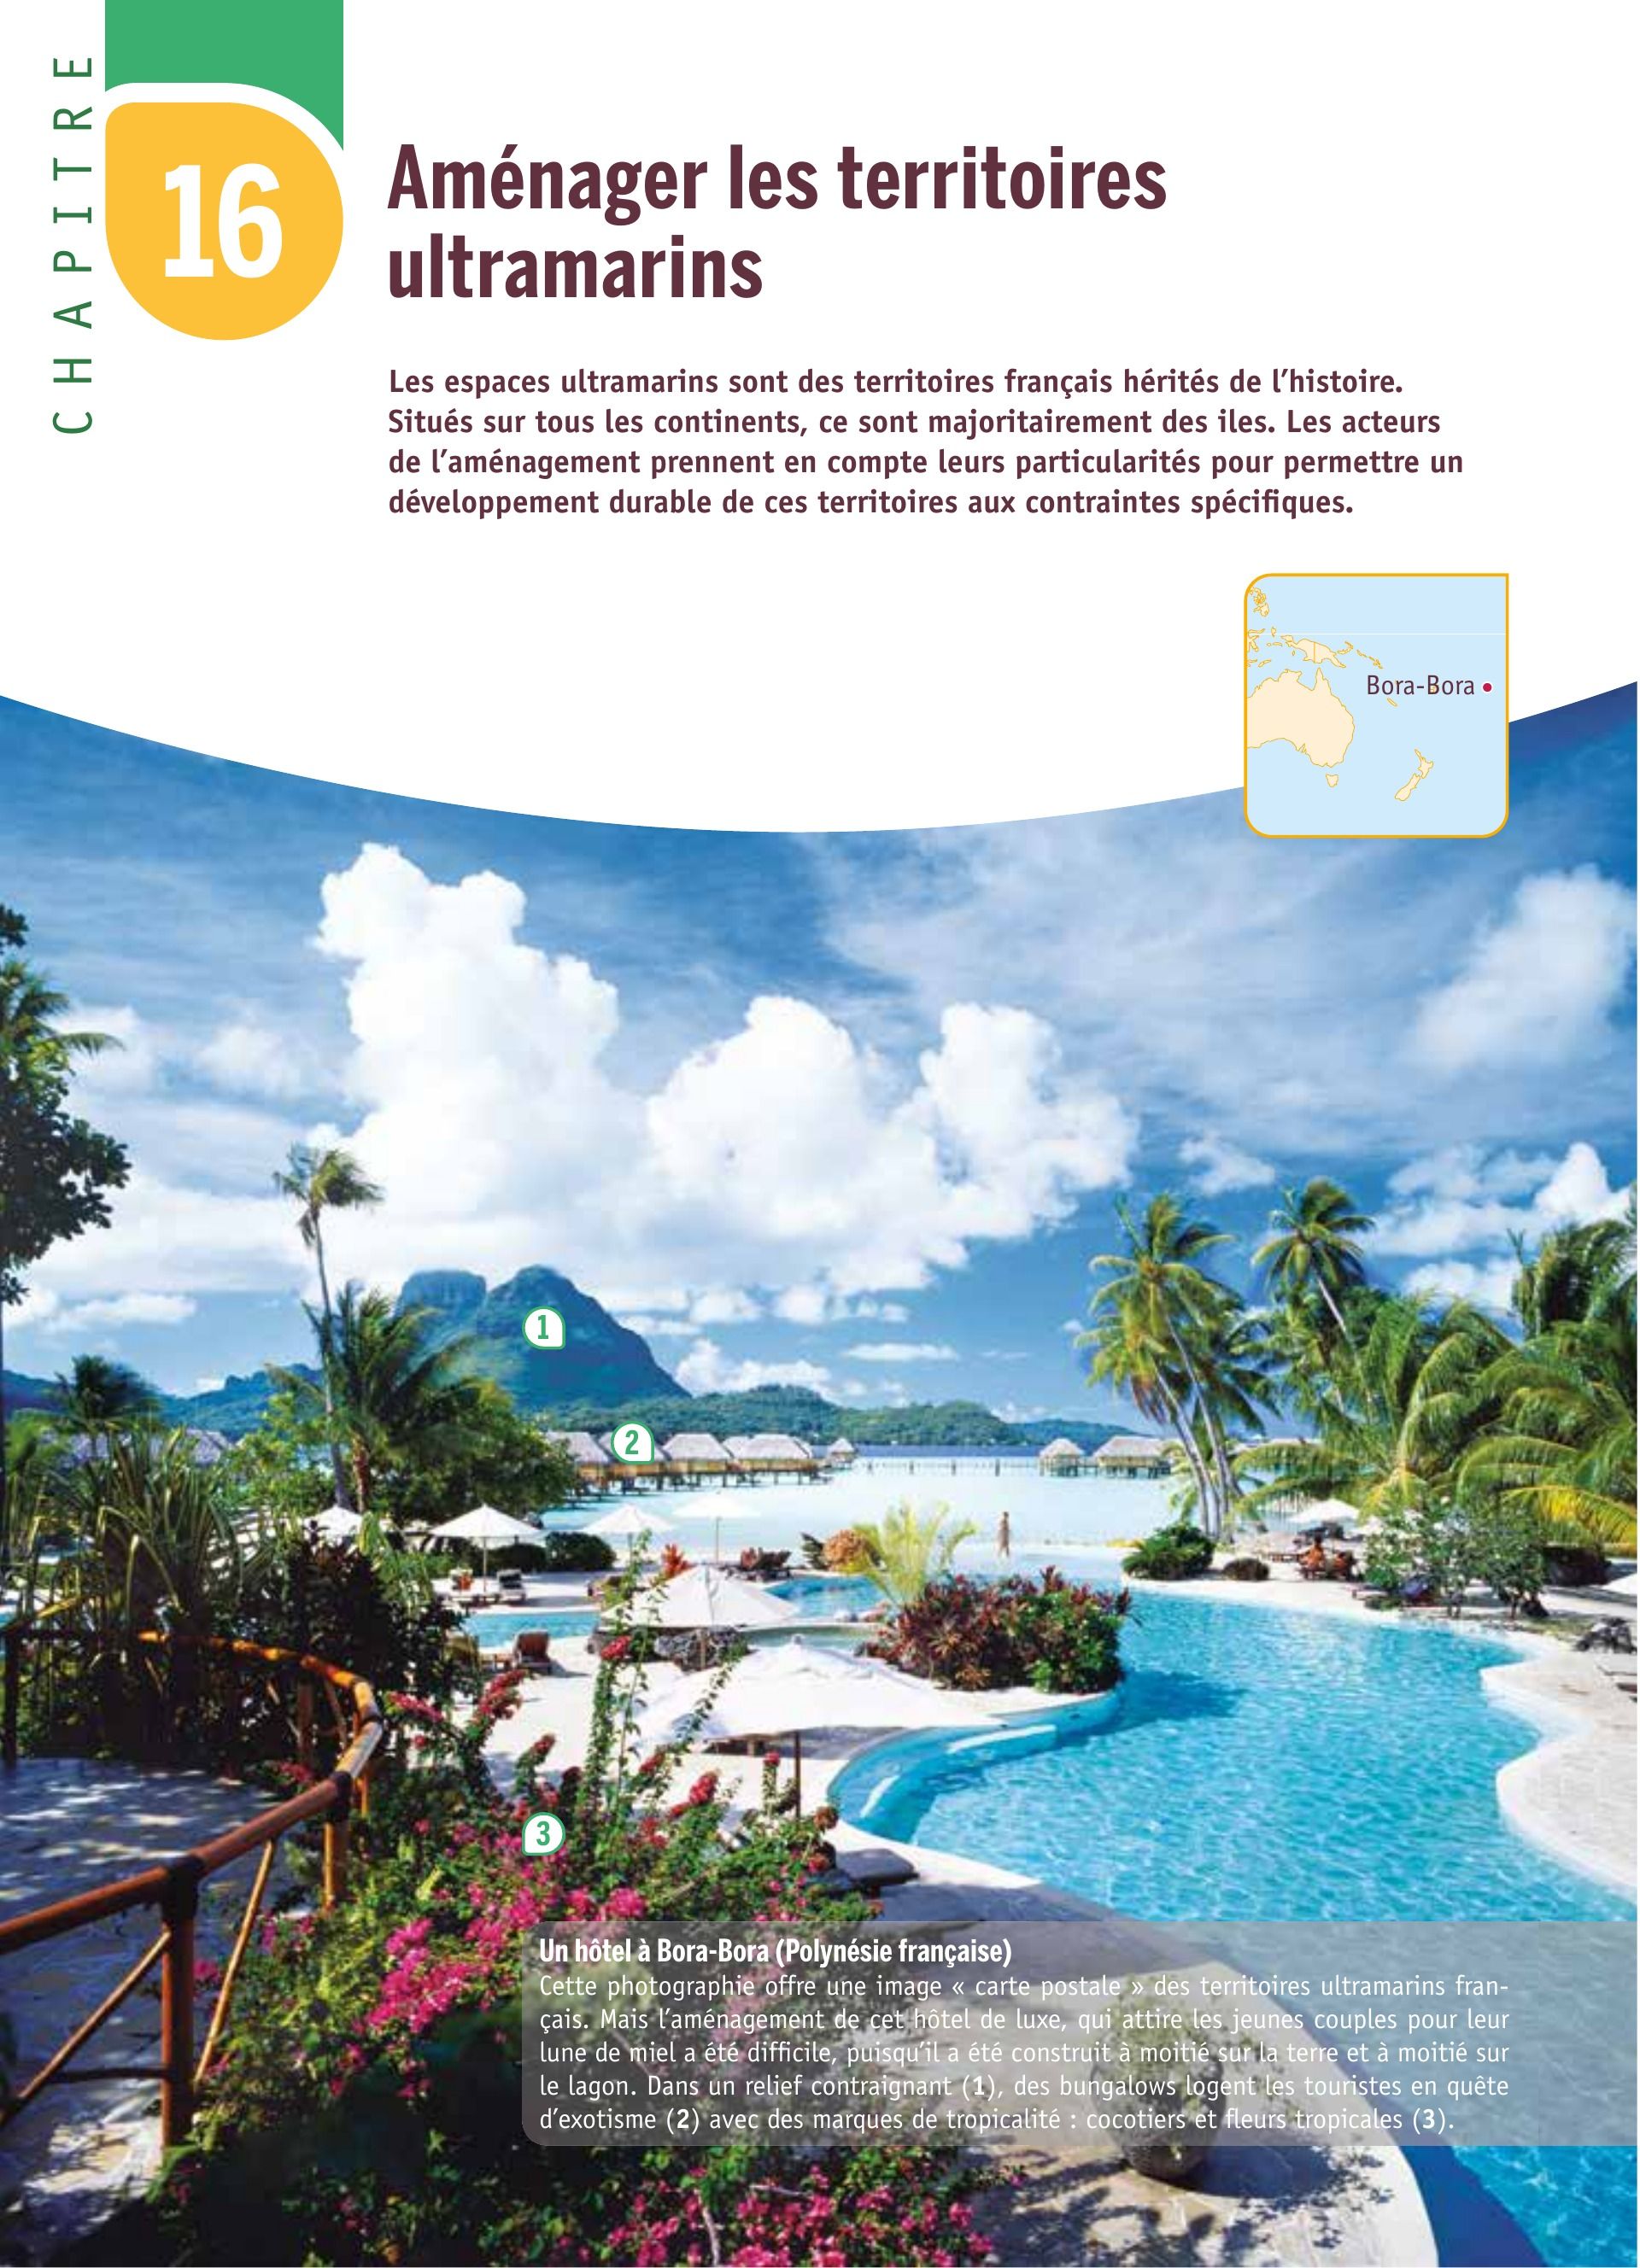 CHAPITRE
16
Aménager les territoires
ultramarins
Les espaces ultramarins sont des territoires français hérités de l’histoire.
Situés sur tous les continents, ce sont majoritairement des iles. Les acteurs
de l’aménagement prennent en compte leurs particularités pour permettre un
développement durable de ces territoires aux contraintes spécifiques.
Bora-Bora
1
2
3
Un hôtel à Bora-Bora (Polynésie française)
Cette photographie offre une image « carte postale » des territoires ultramarins fran-
çais. Mais l’aménagement de cet hôtel de luxe, qui attire les jeunes couples pour leur
lune de miel a été difficile, puisqu’il a été construit à moitié sur la terre et à moitié sur
le lagon. Dans un relief contraignant (1), des bungalows logent les touristes en quête
d’exotisme (2) avec des marques de tropicalité : cocotiers et fleurs tropicales (3).